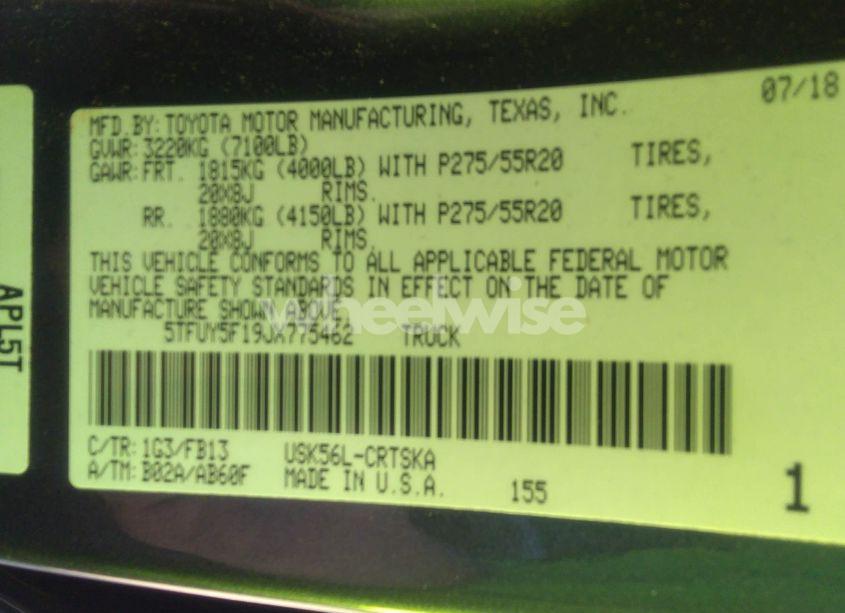 07/18
MFD.BY:TOYOTA MOTOR MANUFACTURING, TEXAS, INC.
GVWR:3220KG (7100LB)
GAWR:FRT. 1815KG (4000LB) WITH P275/55R20 TIRES,
20X8J RIMS.
RR. 1880KG (4150LB) WITH P275/55R20 TIRES,
20X8J RIMS.
THIS VEHICLE CONFORMS TO ALL APPLICABLE FEDERAL MOTOR
VEHICLE SAFETY STANDARDS IN EFFECT ON THE DATE OF
MANUFACTURE SHOWN ABOVE.
wheelwise
5TFUY5F19JX775462 TRUCK
C/TR:1G3/FB13 USK56L-CRTSKA
A/TM:B02A/AB60F MADE IN U.S.A. 155 1
APL5T